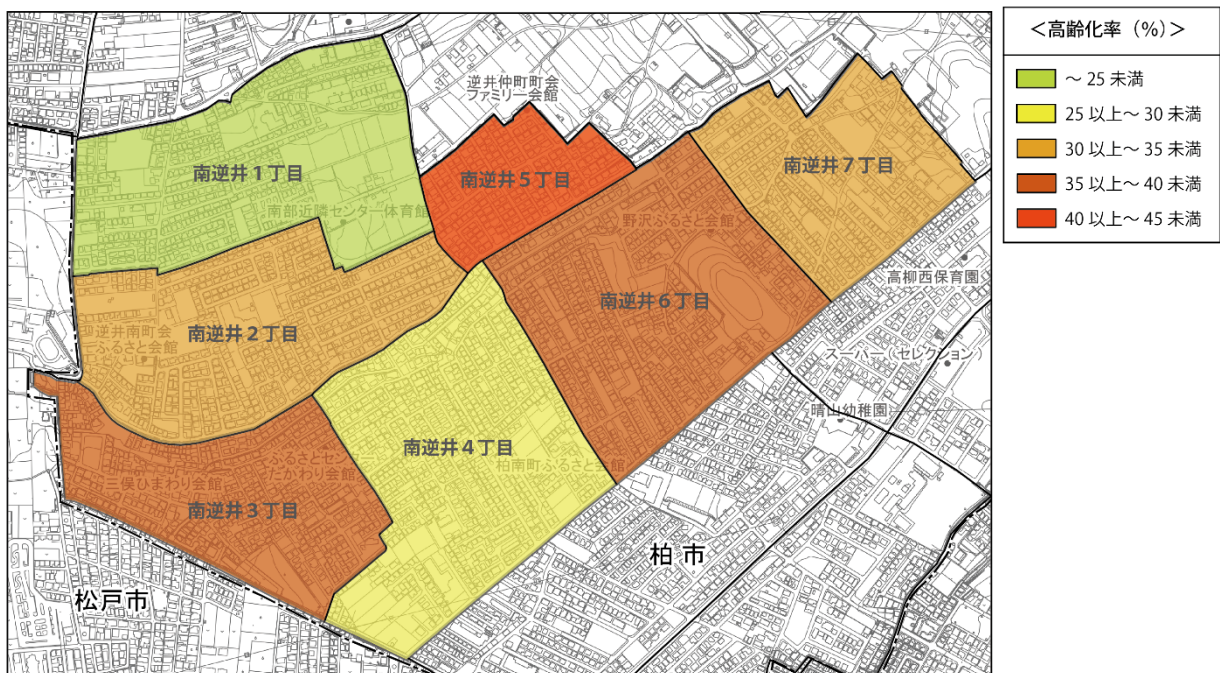 逆井仲町町会
ファミリー会館
南逆井1丁目
南逆井5丁目
南逆井7丁目
南部近隣センター体育館
野沢ふるさと会館
高柳西保育園
南逆井2丁目
南逆井6丁目
逆井南町会
ふるさと会館
スーパー(セレクション)
晴山幼稚園
南逆井4丁目
ふるさとセンター
たかわり会館
柏南町ふるさと会館
三俣ひまわり会館
南逆井3丁目
柏 市
松戸市
<高齢化率(%)>
~ 25 未満
25 以上~ 30 未満
30 以上~ 35 未満
35 以上~ 40 未満
40 以上~ 45 未満